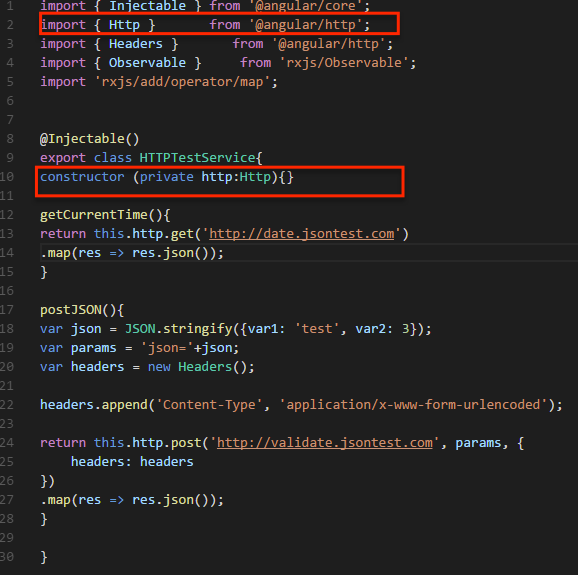 1 import { Injectable } from '@angular/core';
2 import { Http }       from '@angular/http';
3 import { Headers }       from '@angular/http';
4 import { Observable }     from 'rxjs/Observable';
5 import 'rxjs/add/operator/map';
6
7
8 @Injectable()
9 export class HTTPTestService{
10 constructor (private http:Http){}
11
12 getCurrentTime(){
13 return this.http.get('http://date.jsontest.com')
14 .map(res => res.json());
15 }
16
17 postJSON(){
18 var json = JSON.stringify({var1: 'test', var2: 3});
19 var params = 'json='+json;
20 var headers = new Headers();
21
22 headers.append('Content-Type', 'application/x-www-form-urlencoded');
23
24 return this.http.post('http://validate.jsontest.com', params, {
25     headers: headers
26 })
27 .map(res => res.json());
28 }
29
30 }